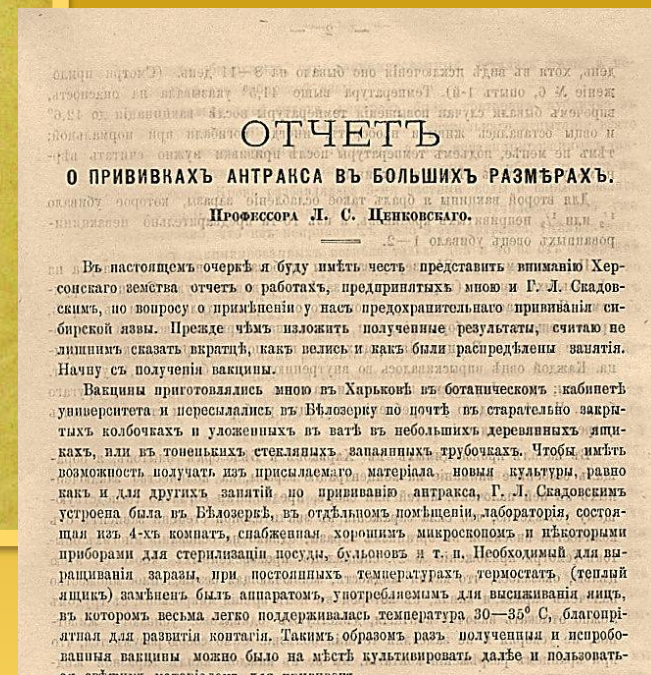 ОТЧЕТЪ
О ПРИВИВКАХЪ АНТРАКСА ВЪ БОЛЬШИХЪ РАЗМѢРАХЪ.
Профессора Л. С. Ценковскаго.
Въ настоящемъ очеркѣ я буду имѣть честь представить вниманію Хер-
сонскаго земства отчетъ о работахъ, предпринятыхъ мною и Г. Л. Скадов-
скимъ, по вопросу о примѣненіи у насъ предохранительнаго прививанія си-
бирской язвы. Прежде чѣмъ изложить полученные результаты, считаю не
лишнимъ сказать вкратцѣ, какъ велись и какъ были распредѣлены занятія.
Начну съ полученія вакцины.
Вакцины приготовлялись мною въ Харьковѣ въ ботаническомъ кабинетѣ
университета и пересылались въ Бѣлозерку по почтѣ въ старательно закры-
тыхъ колбочкахъ и уложенныхъ въ ватѣ въ небольшихъ деревянныхъ ящи-
кахъ, или въ тоненькихъ стекляныхъ запаянныхъ трубочкахъ. Чтобы имѣть
возможность получать изъ присылаемаго матеріала новыя культуры, равно
какъ и для другихъ занятій по прививанію антракса, Г. Л. Скадовскимъ
устроена была въ Бѣлозеркѣ, въ отдѣльномъ помѣщеніи, лабораторія, состоя-
щая изъ 4-хъ комнатъ, снабженная хорошимъ микроскопомъ и нѣкоторыми
приборами для стерилизаціи посуды, бульоновъ и т. п. Необходимый для вы-
ращиванія заразы, при постоянныхъ температурахъ термостатъ, (теплый
ящикъ) замѣненъ былъ аппаратомъ, употребляемымъ для высиживанія яицъ,
въ которомъ весьма легко поддерживалась температура 30—35⁰ С, благопрі-
ятная для развитія контагія. Такимъ образомъ разъ полученныя и испробо-
ванныя вакцины можно было на мѣстѣ культивировать далѣе и пользовать-